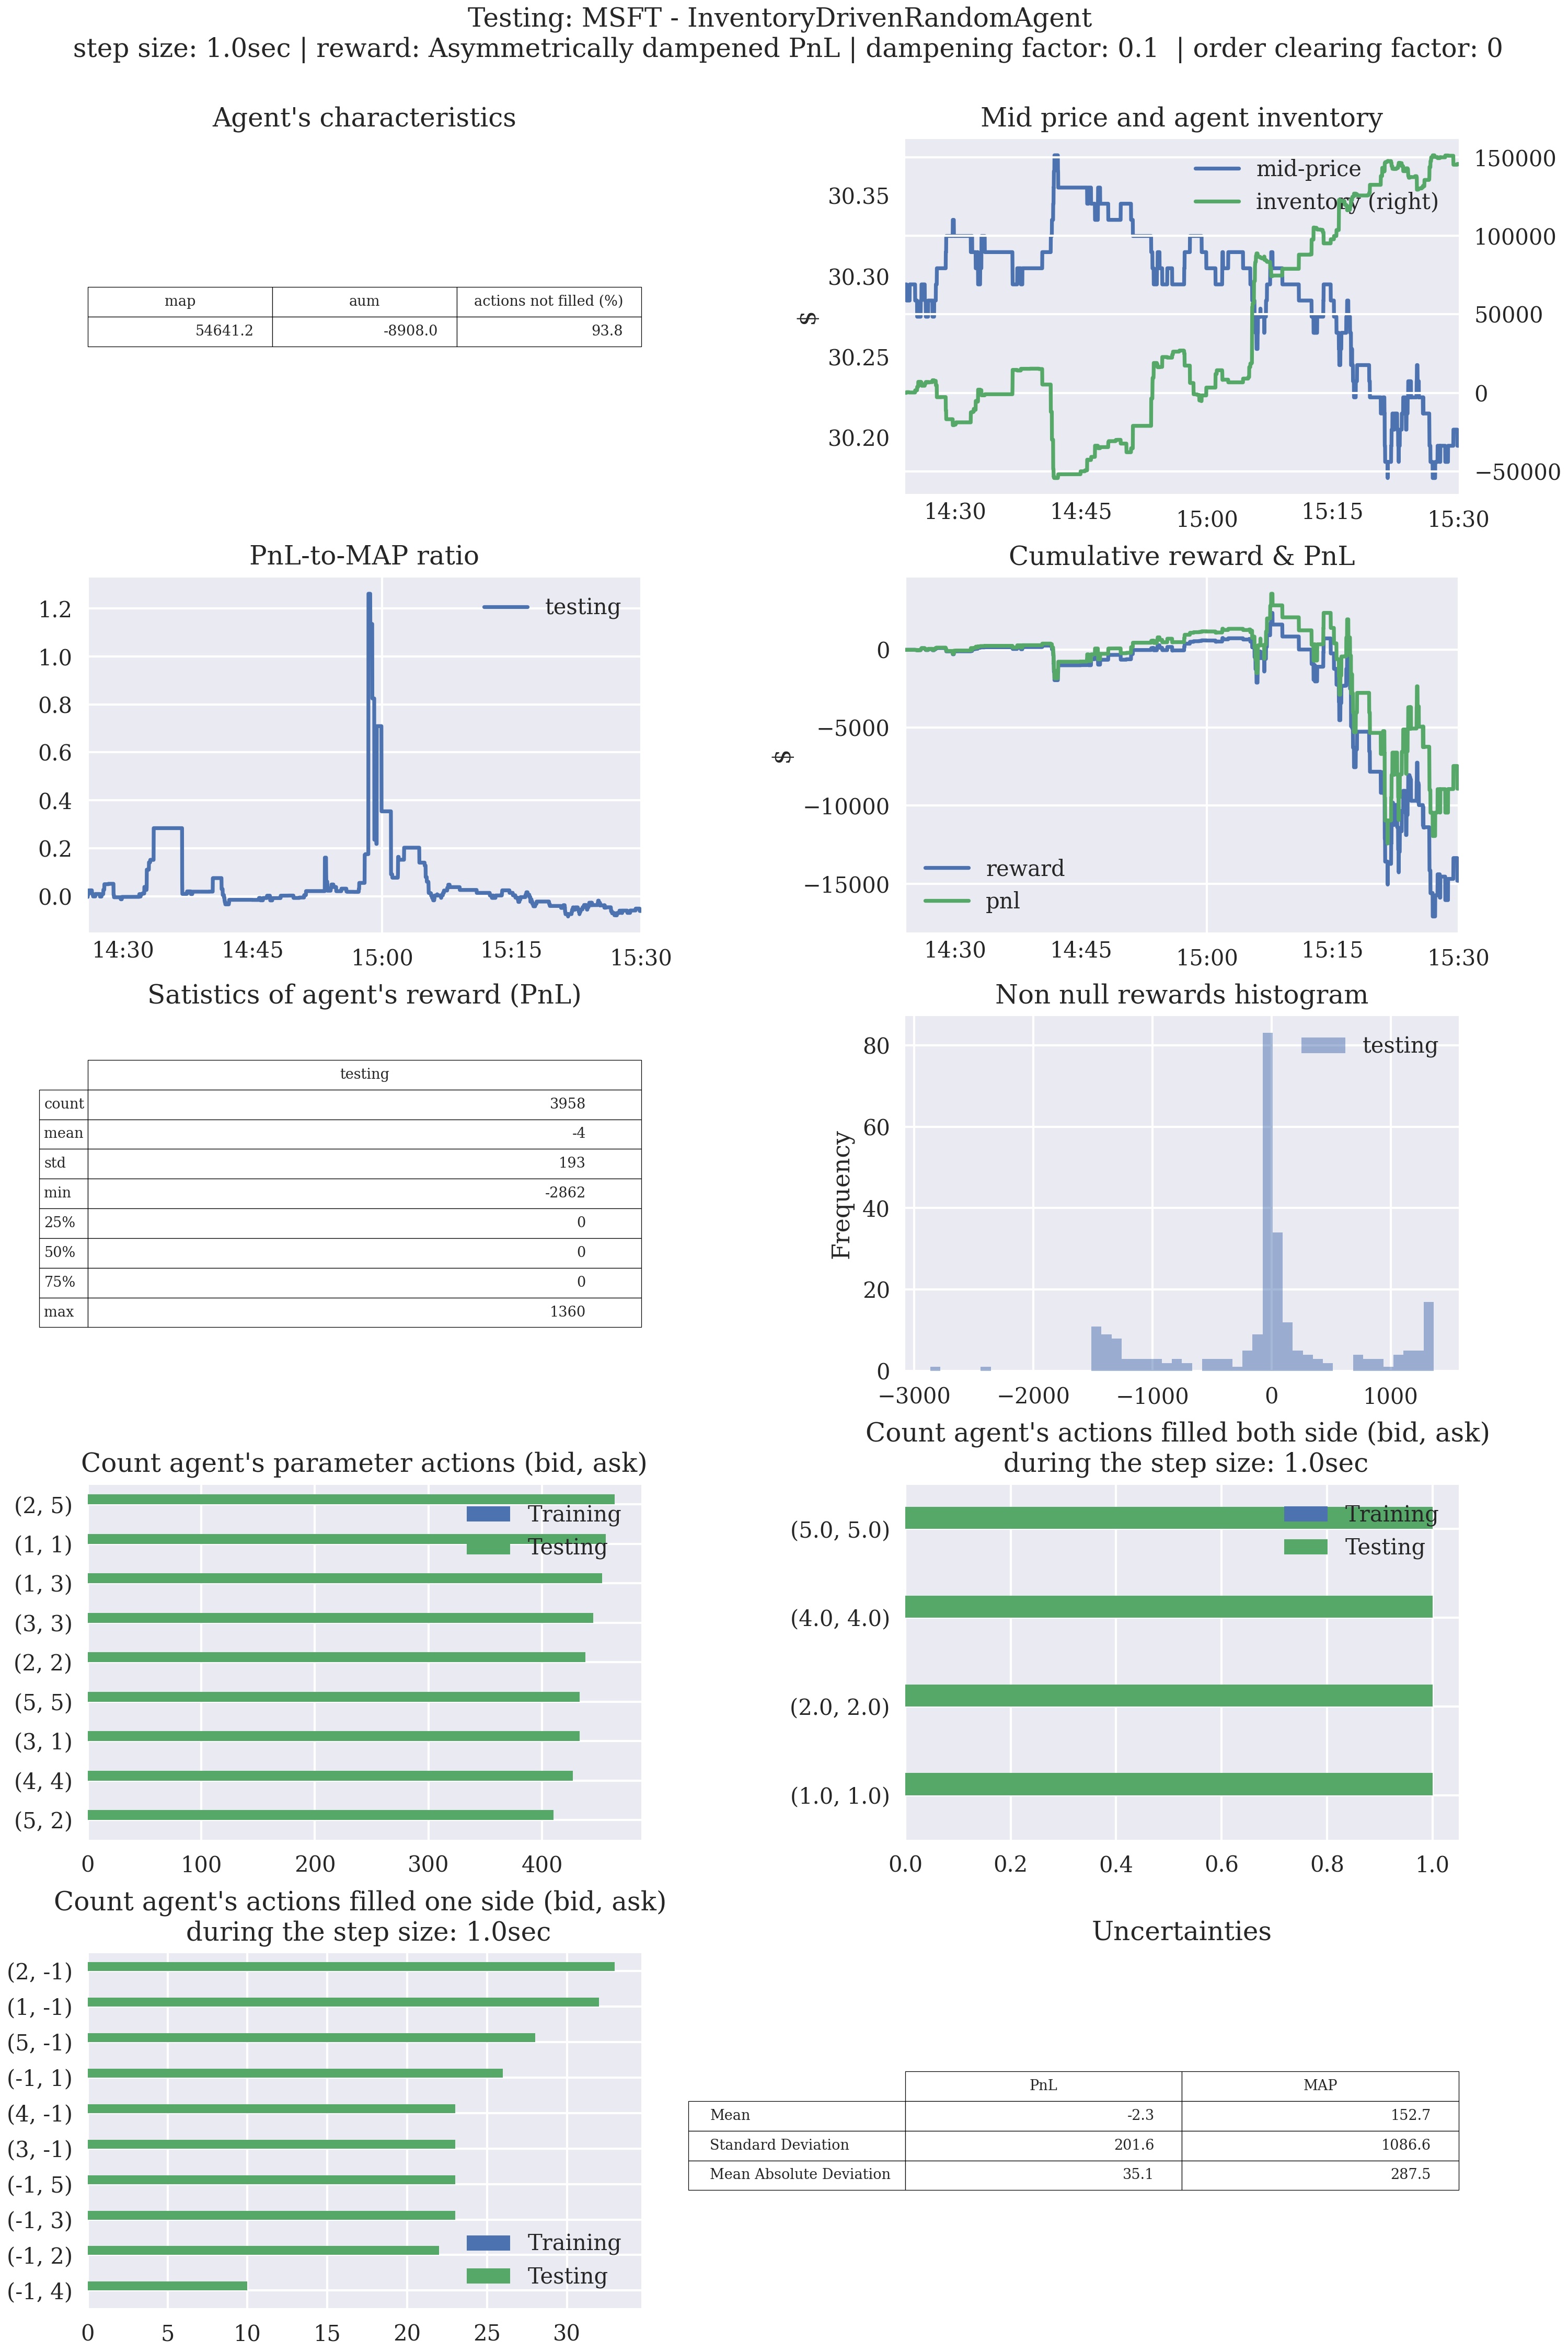 Testing: MSFT - InventoryDrivenRandomAgent
step size: 1.0sec | reward: Asymmetrically dampened PnL | dampening factor: 0.1 | order clearing factor: 0
Agent's characteristics
map aum actions not filled (%)
54641.2 -8908.0 93.8
Mid price and agent inventory
mid-price
inventory (right)
30.35
30.30
30.25
30.20
$
150000
100000
50000
0
−50000
14:30 14:45 15:00 15:15 15:30
PnL-to-MAP ratio
testing
1.2
1.0
0.8
0.6
0.4
0.2
0.0
14:30 14:45 15:00 15:15 15:30
Cumulative reward & PnL
0
−5000
−10000
−15000
$
reward
pnl
14:30 14:45 15:00 15:15 15:30
Satistics of agent's reward (PnL)
testing
count 3958
mean -4
std 193
min -2862
25% 0
50% 0
75% 0
max 1360
Non null rewards histogram
testing
80
60
40
20
0
Frequency
−3000 −2000 −1000 0 1000
Count agent's parameter actions (bid, ask)
(2, 5)
(1, 1)
(1, 3)
(3, 3)
(2, 2)
(5, 5)
(3, 1)
(4, 4)
(5, 2)
Training
Testing
0 100 200 300 400
Count agent's actions filled both side (bid, ask)
during the step size: 1.0sec
(5.0, 5.0)
(4.0, 4.0)
(2.0, 2.0)
(1.0, 1.0)
Training
Testing
0.0 0.2 0.4 0.6 0.8 1.0
Count agent's actions filled one side (bid, ask)
during the step size: 1.0sec
(2, -1)
(1, -1)
(5, -1)
(-1, 1)
(4, -1)
(3, -1)
(-1, 5)
(-1, 3)
(-1, 2)
(-1, 4)
Training
Testing
0 5 10 15 20 25 30
Uncertainties
PnL MAP
Mean -2.3 152.7
Standard Deviation 201.6 1086.6
Mean Absolute Deviation 35.1 287.5